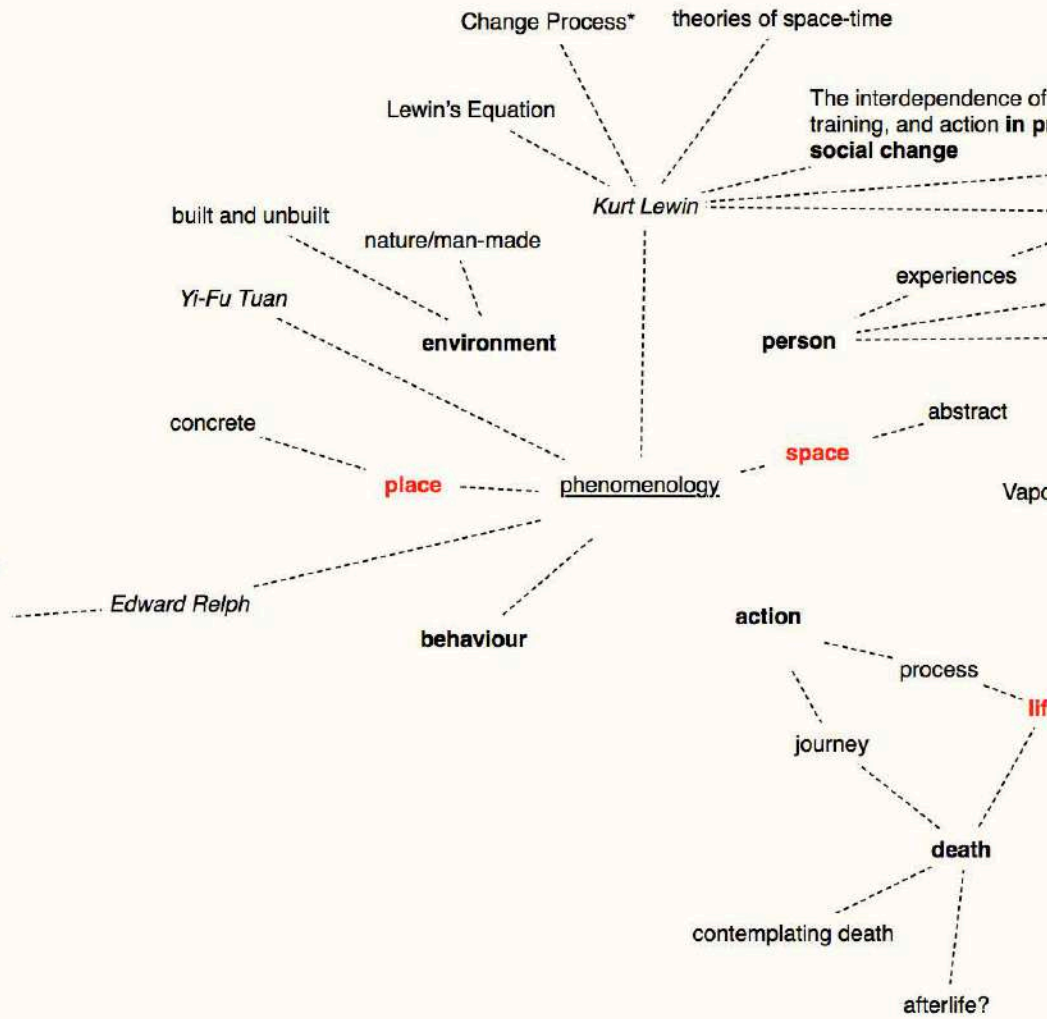 Change Process*
theories of space-time
Lewin's Equation
The interdependence of
training, and action in
social change
built and unbuilt
Kurt Lewin
nature/man-made
experiences
Yi-Fu Tuan
environment
person
concrete
abstract
space
place
phenomenology
Edward Relph
action
behaviour
process
journey
death
contemplating death
afterlife?